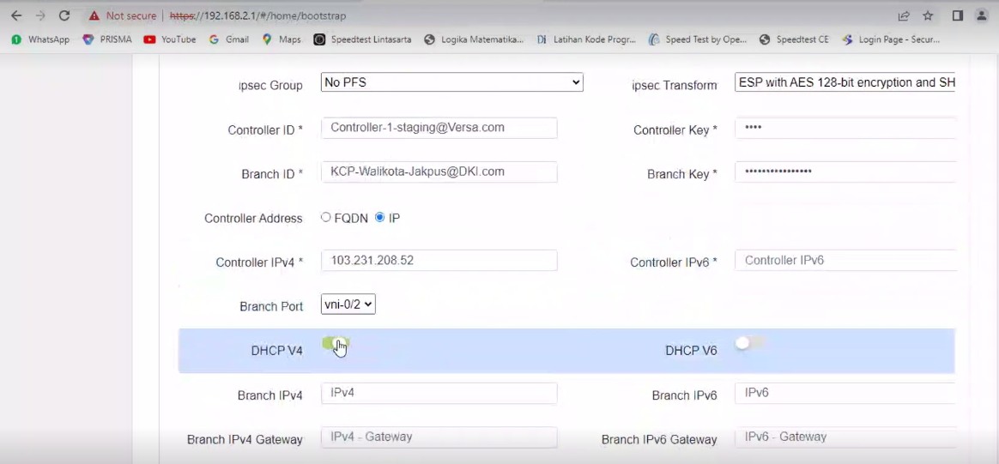 Not secure | https://192.168.2.1/#/home/bootstrap
WhatsApp PRISMA YouTube Gmail Maps Speedtest Lintasarta Logika Matematika... Latihan Kode Progr... Speed Test by Ope... Speedtest CE Login Page - Secur...
ipsec Group No PFS ipsec Transform ESP with AES 128-bit encryption and SH
Controller ID * Controller-1-staging@Versa.com Controller Key * ••••
Branch ID * KCP-Walikota-Jakpus@DKI.com Branch Key * ••••••••••••••••
Controller Address FQDN IP
Controller IPv4 * 103.231.208.52 Controller IPv6 * Controller IPv6
Branch Port vni-0/2
DHCP V4 DHCP V6
Branch IPv4 IPv4 Branch IPv6 IPv6
Branch IPv4 Gateway IPv4 - Gateway Branch IPv6 Gateway IPv6 - Gateway